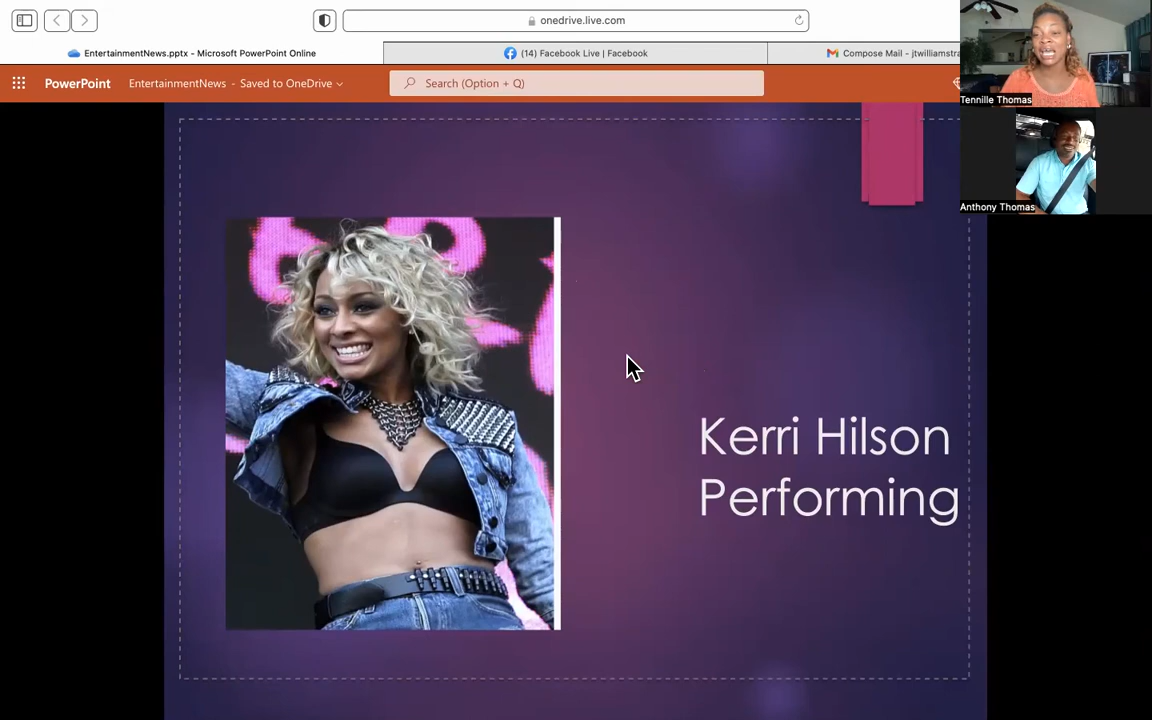 onedrive.live.com
EntertainmentNews.pptx - Microsoft PowerPoint Online
(14) Facebook Live | Facebook
Compose Mail - jtwilliamstra
PowerPoint
EntertainmentNews - Saved to OneDrive
Search (Option + Q)
Tennille Thomas
Anthony Thomas
Kerri Hilson
Performing